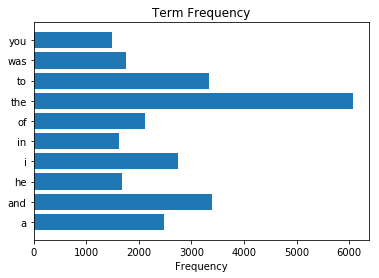 Term Frequency
you
was
to
the
of
in
i
he
and
a
0 1000 2000 3000 4000 5000 6000
Frequency